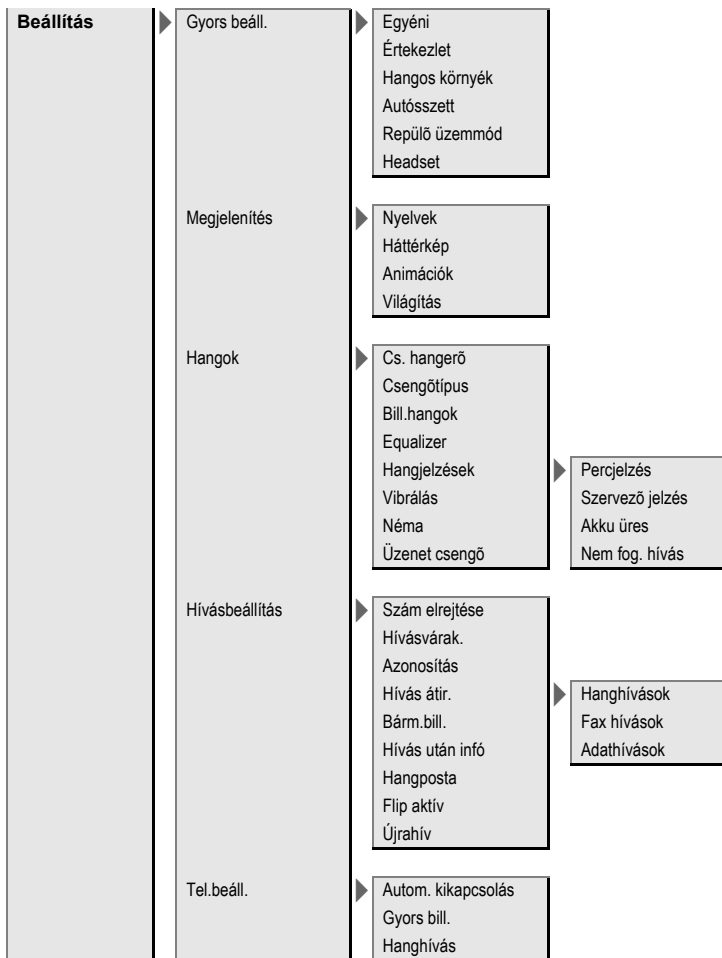 Beállítás
Gyors beáll.
Egyéni
Értekezlet
Hangos környék
Autósszett
Repülõ üzemmód
Headset
Megjelenítés
Nyelvek
Háttérkép
Animációk
Világítás
Hangok
Cs. hangerõ
Csengõtípus
Bill.hangok
Equalizer
Hangjelzések
Percjelzés
Szervezõ jelzés
Akku üres
Nem fog. hívás
Vibrálás
Néma
Üzenet csengõ
Hívásbeállítás
Szám elrejtése
Hívásvárak.
Azonosítás
Hívás átir.
Hanghívások
Fax hívások
Adathívások
Bárm.bill.
Hívás után infó
Hangposta
Flip aktív
Újrahív
Tel.beáll.
Autom. kikapcsolás
Gyors bill.
Hanghívás